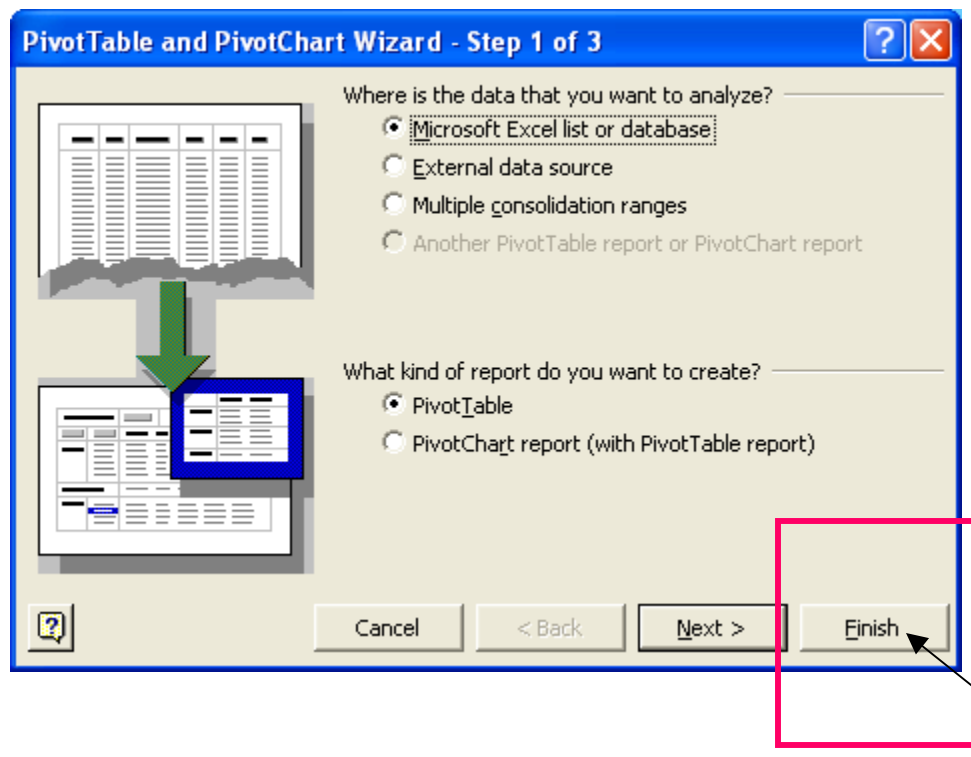 PivotTable and PivotChart Wizard - Step 1 of 3
Where is the data that you want to analyze?
Microsoft Excel list or database
External data source
Multiple consolidation ranges
Another PivotTable report or PivotChart report
What kind of report do you want to create?
PivotTable
PivotChart report (with PivotTable report)
Cancel
< Back
Next >
Finish